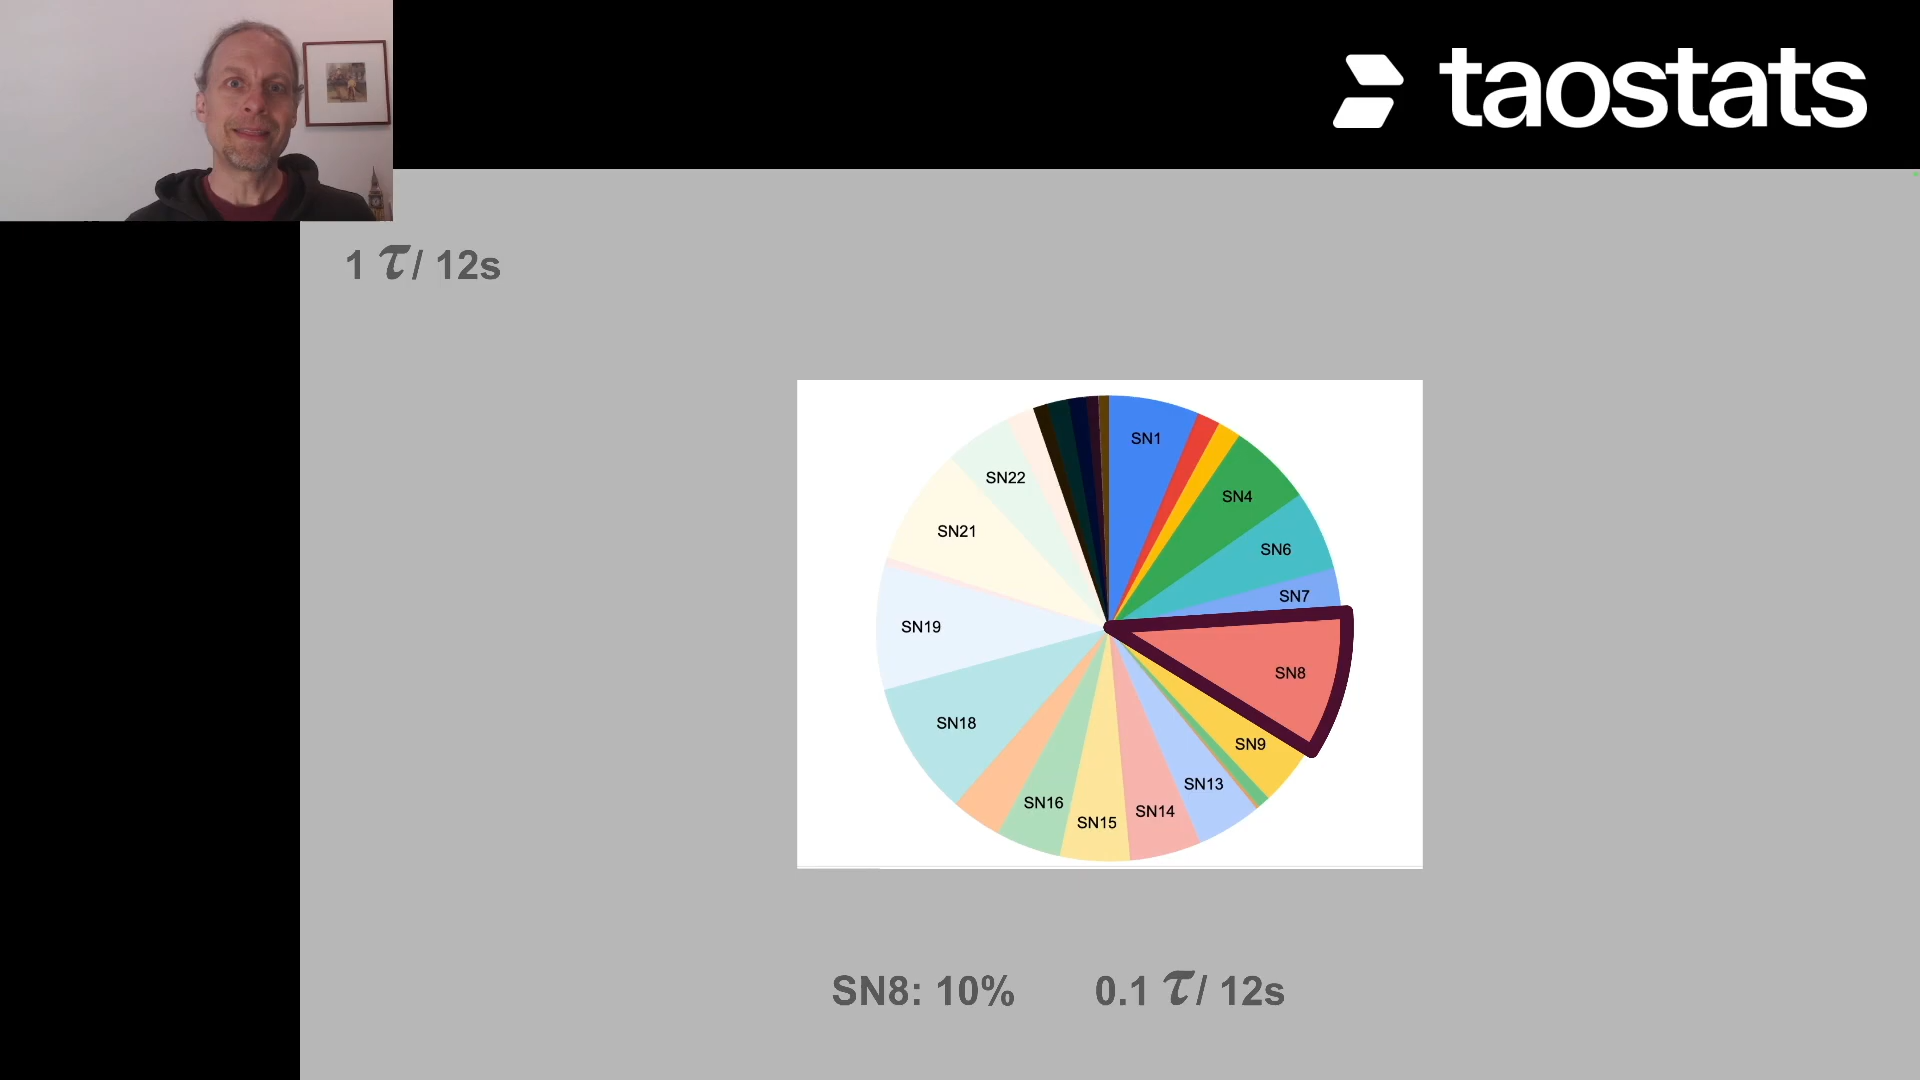 taostats
1 τ/ 12s
SN1
SN22
SN4
SN21
SN6
SN7
SN19
SN8
SN18
SN9
SN13
SN16
SN14
SN15
SN8: 10%
0.1 τ/ 12s